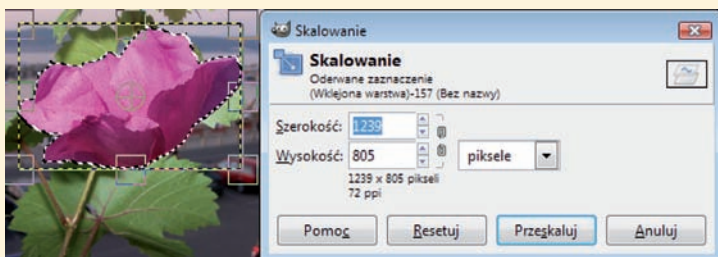 Skalowanie
Skalowanie
Oderwane zaznaczenie
(Wklejona warstwa)-157 (Bez nazwy)
Szerokość: 1239
Wysokość: 805 piksele
1239 x 805 pikseli
72 ppi
Pomoc Resetuj Przeskaluj Anuluj